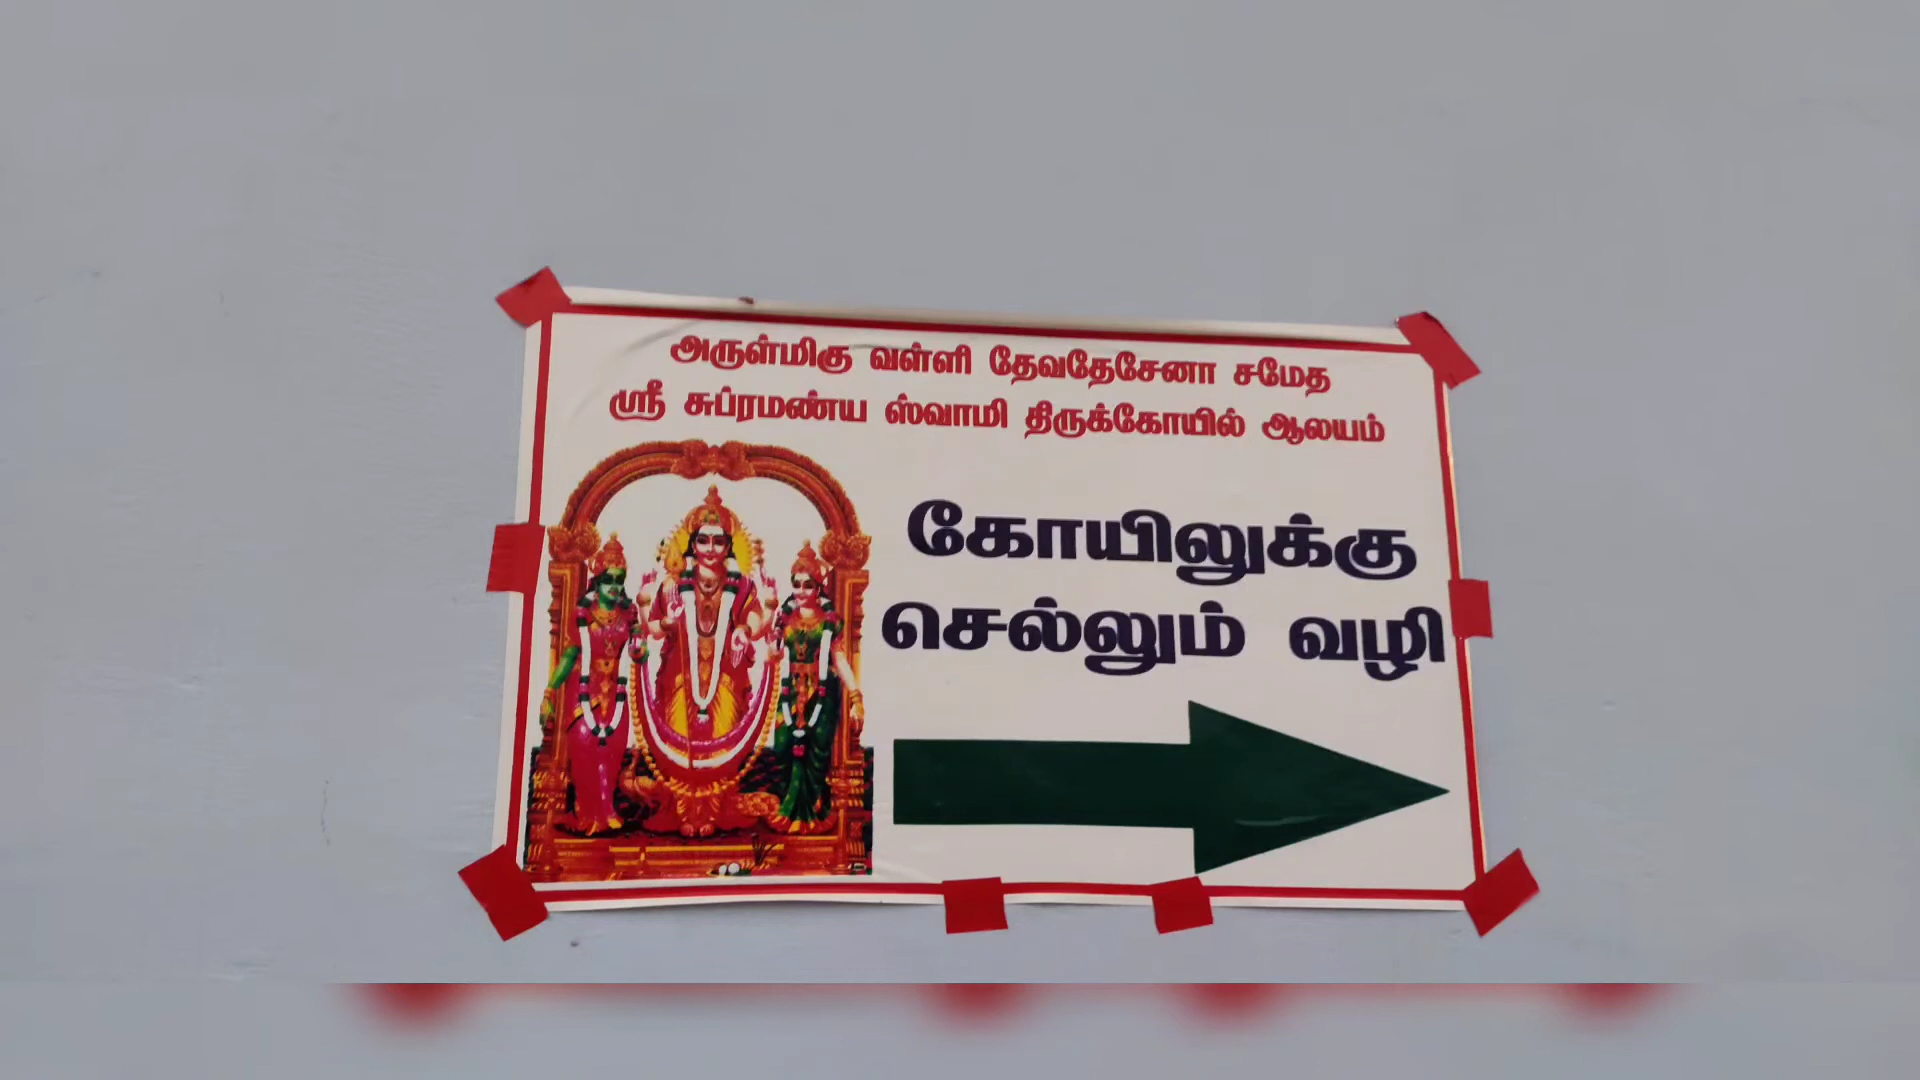 அருள்மிகு வள்ளி தேவதேசேனா சமேத
ஸ்ரீ சுப்ரமண்ய ஸ்வாமி திருக்கோயில் ஆலயம்
கோயிலுக்கு
செல்லும் வழி